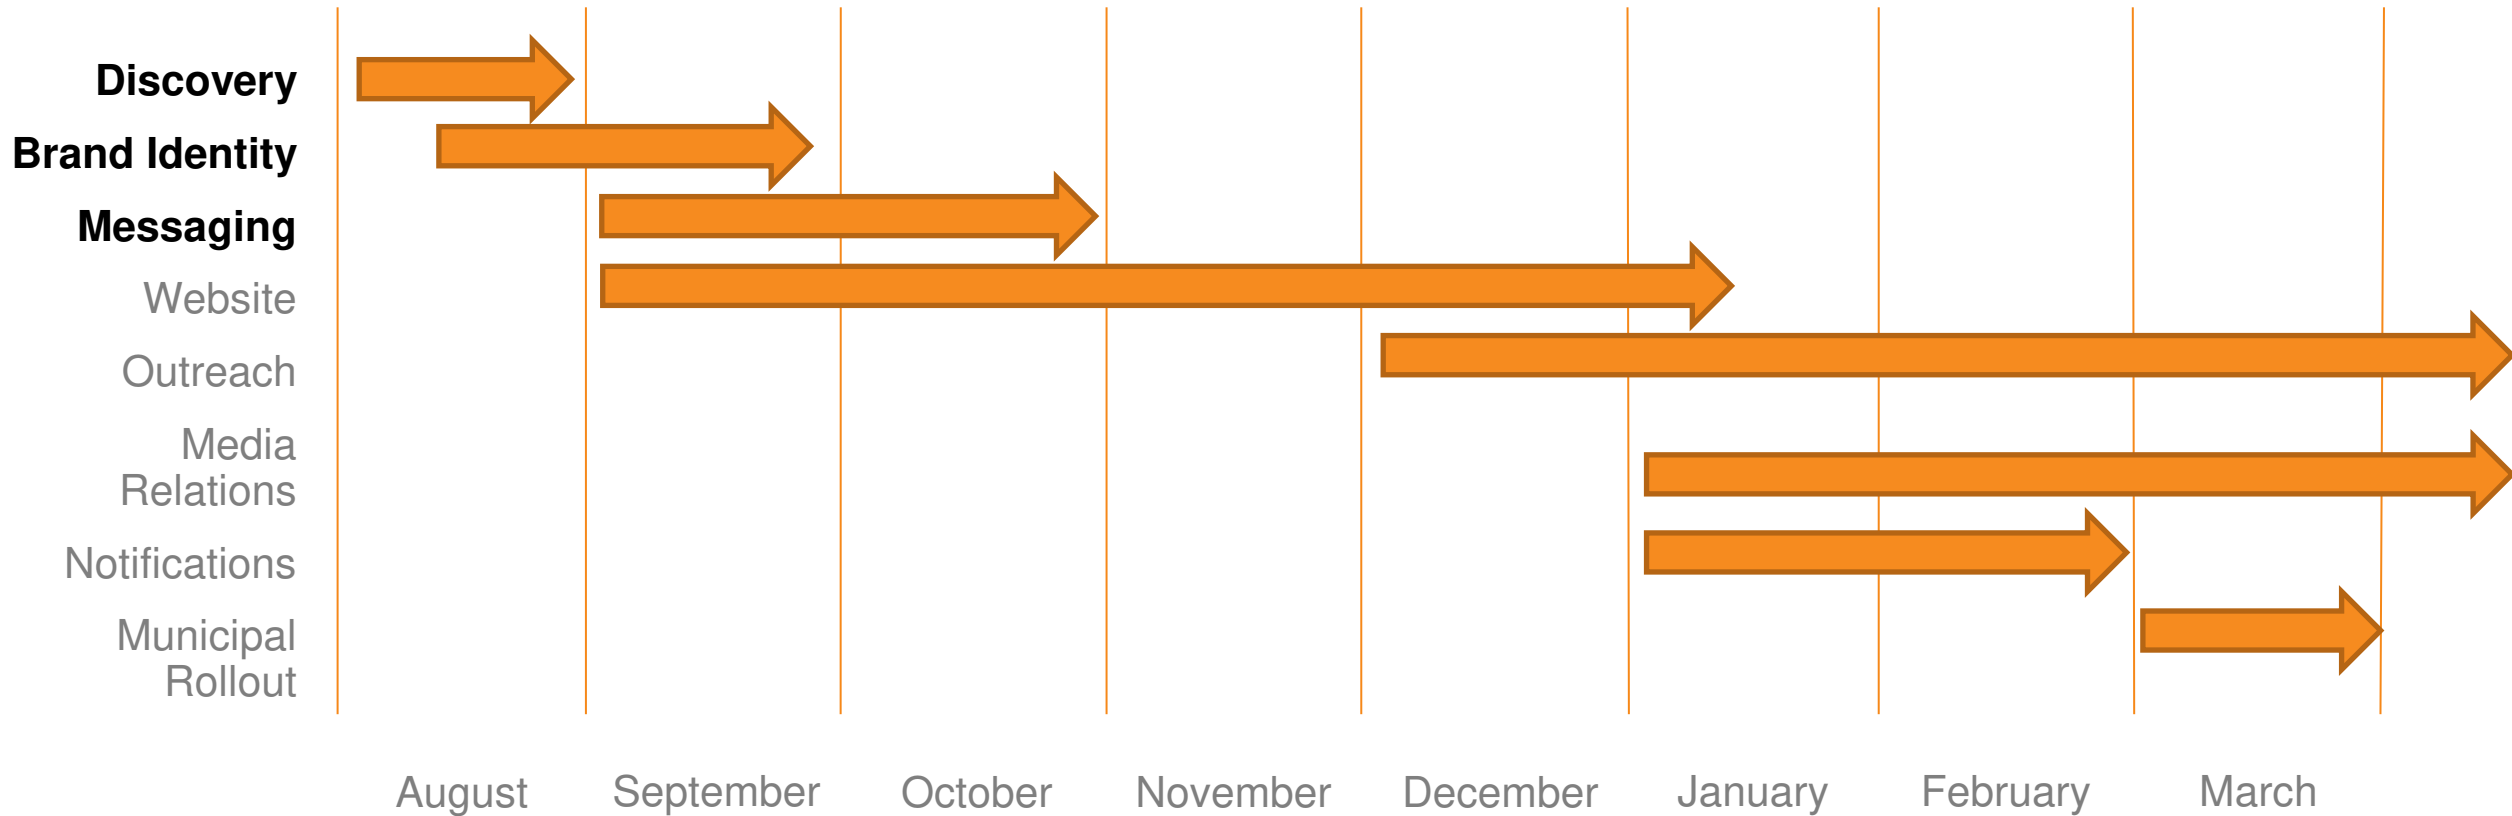 Discovery
Brand Identity
Messaging
Website
Outreach
Media
Relations
Notifications
Municipal
Rollout
August September October November December January February March